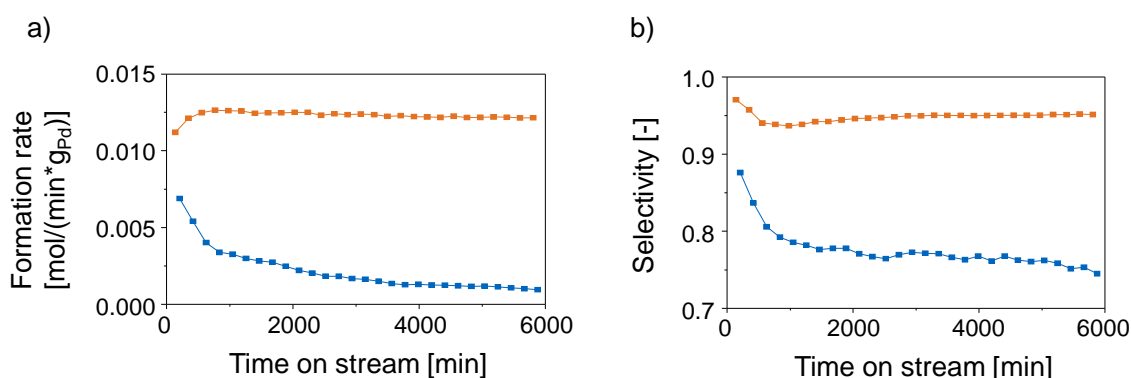 a)
Formation rate
[mol/(min*gPd)]
0.015
0.010
0.005
0.000
0
2000
4000
6000
Time on stream [min]
b)
Selectivity [-]
1.0
0.9
0.8
0.7
0
2000
4000
6000
Time on stream [min]